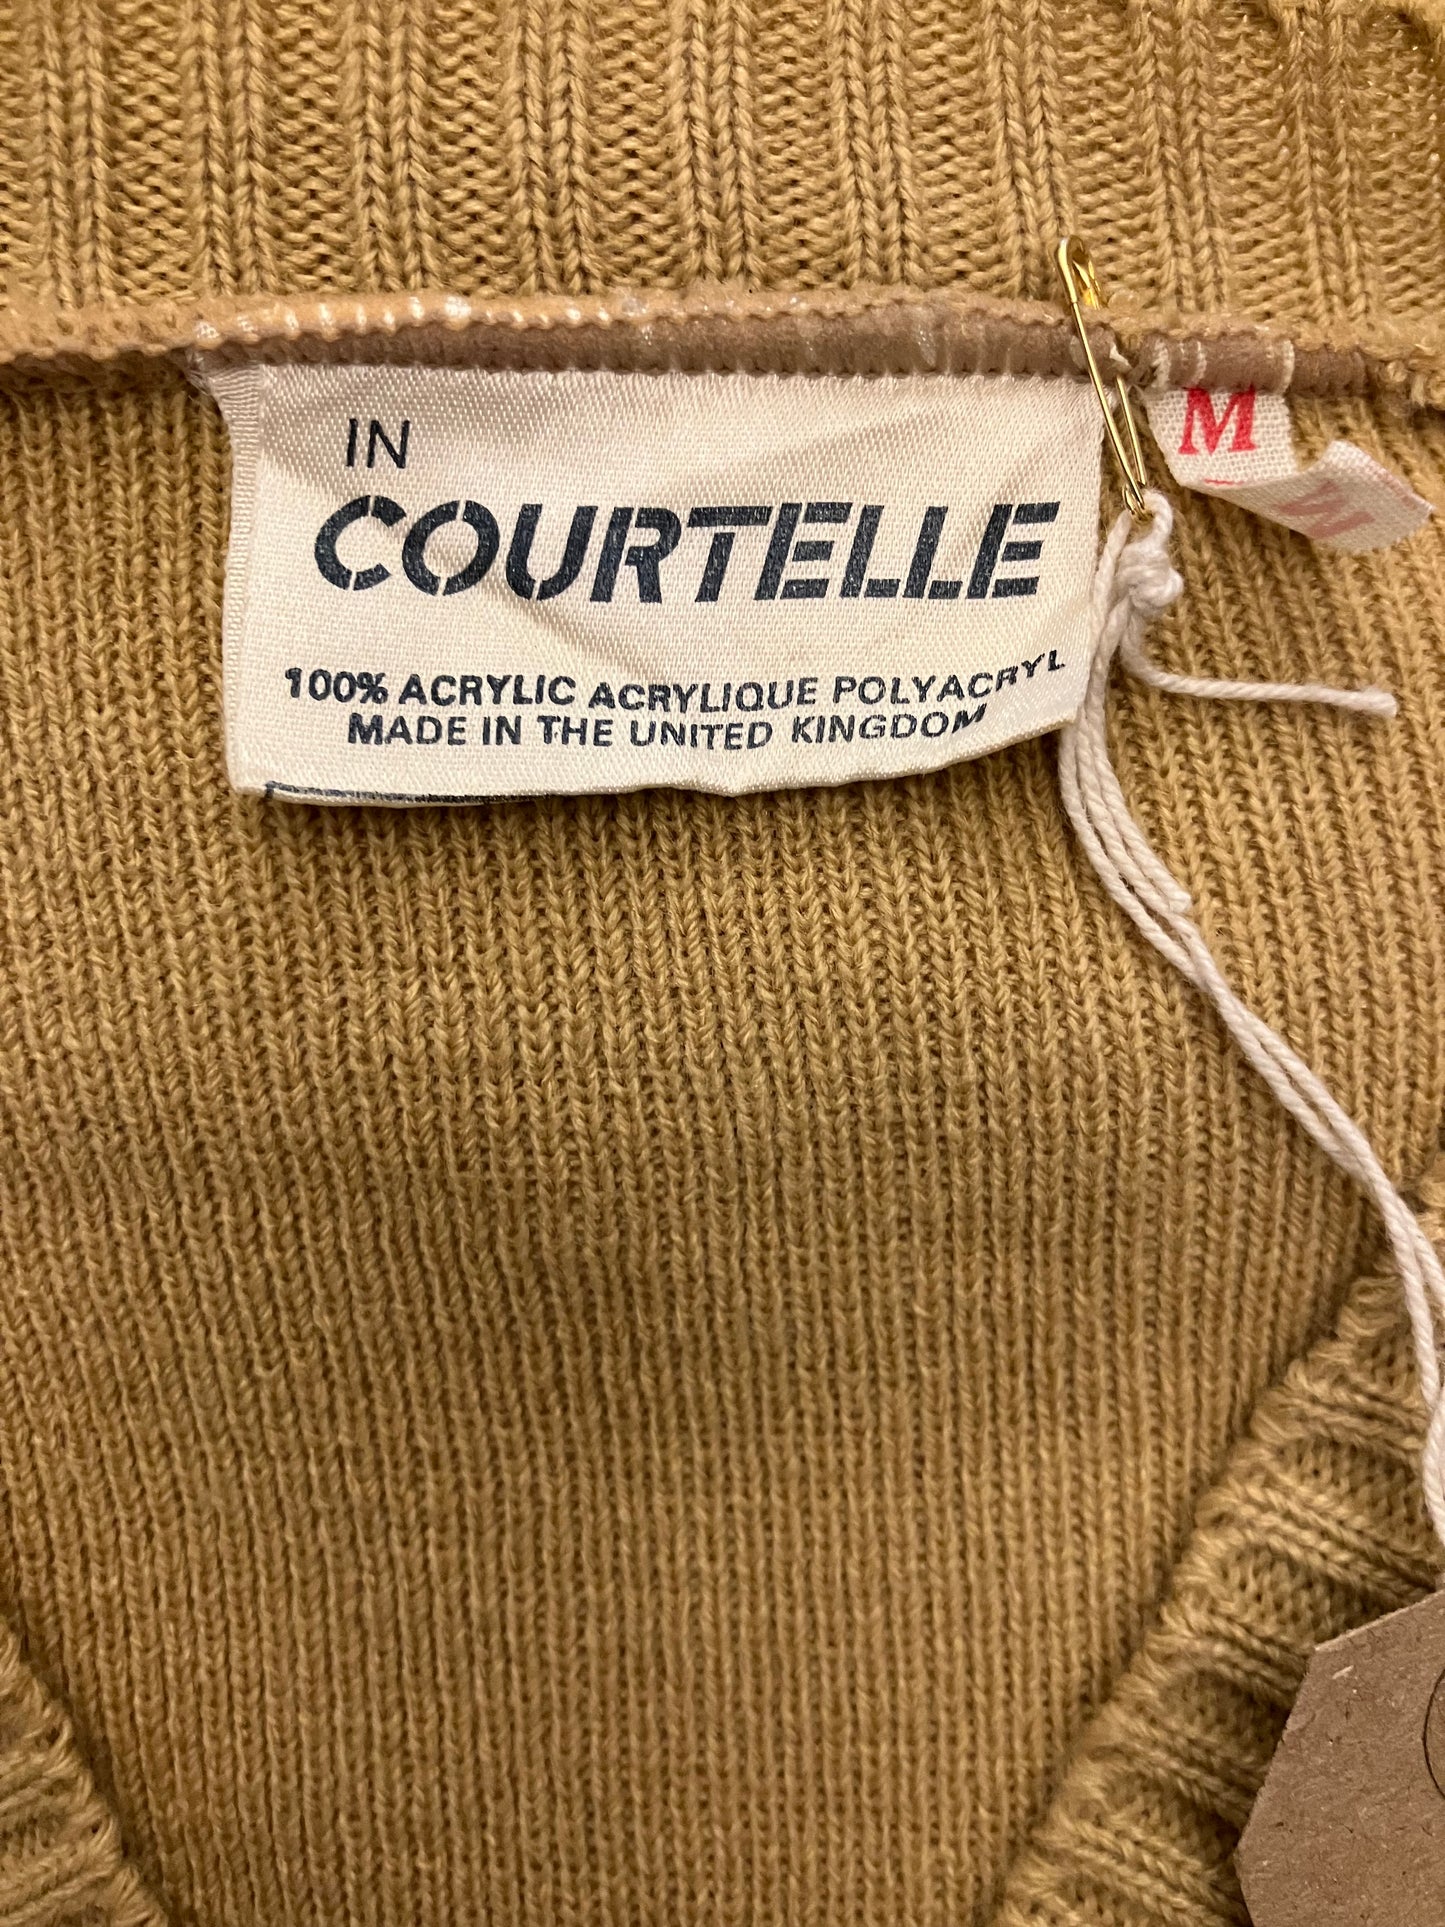 IN
COURTELLE
100% ACRYLIC ACRYLIQUE POLYACRYL
MADE IN THE UNITED KINGDOM
M
M